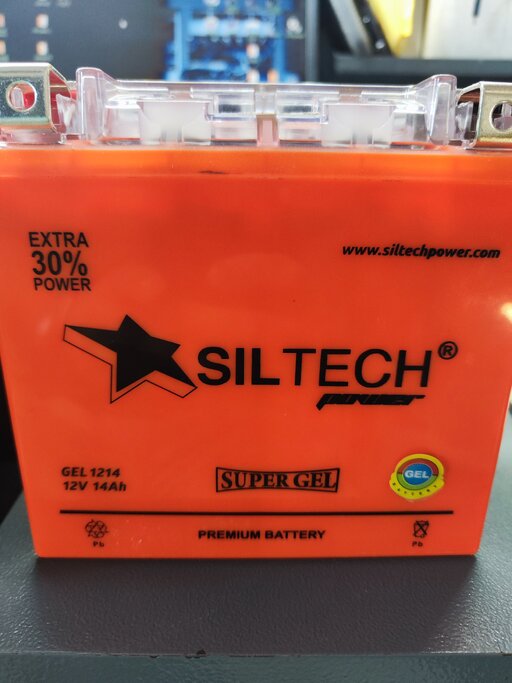 EXTRA
30%
POWER
www.siltechpower.com
SILTECH®
power
GEL 1214
12V 14Ah
SUPER GEL
GEL
BATTERY
PREMIUM BATTERY
Pb
Pb